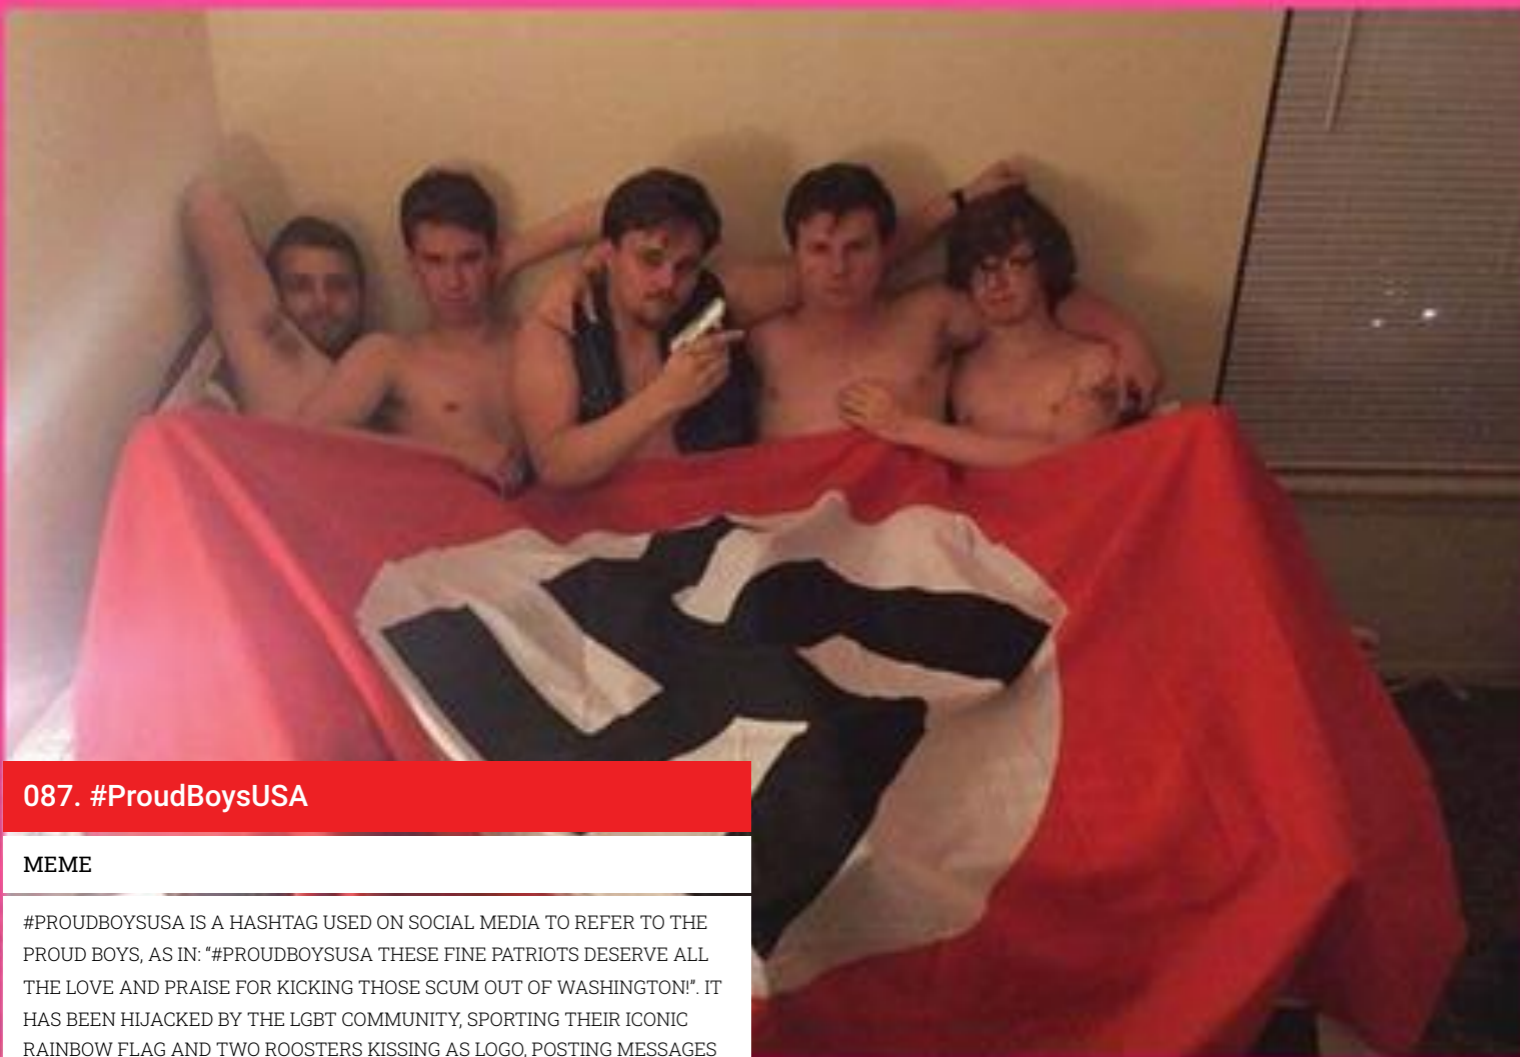 087. #ProudBoysUSA
MEME
#PROUDBOYSUSA IS A HASHTAG USED ON SOCIAL MEDIA TO REFER TO THE
PROUD BOYS, AS IN: “#PROUDBOYSUSA THESE FINE PATRIOTS DESERVE ALL
THE LOVE AND PRAISE FOR KICKING THOSE SCUM OUT OF WASHINGTON!”. IT
HAS BEEN HIJACKED BY THE LGBT COMMUNITY, SPORTING THEIR ICONIC
RAINBOW FLAG AND TWO ROOSTERS KISSING AS LOGO, POSTING MESSAGES